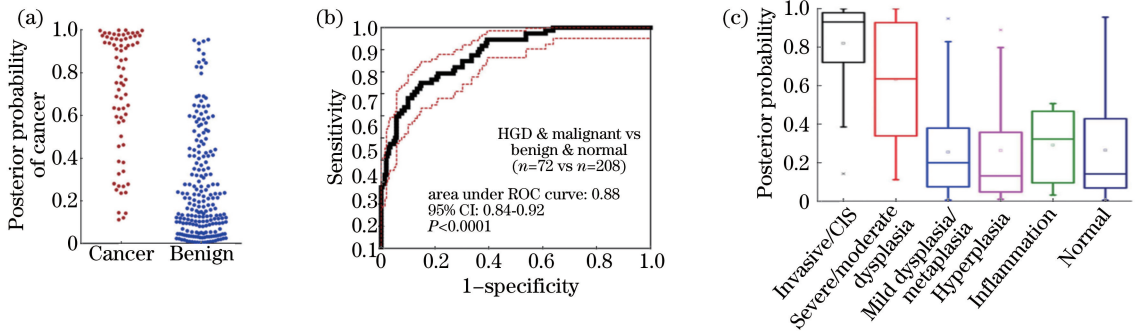 (a)
Posterior probability
of cancer
1.0
0.8
0.6
0.4
0.2
0
Cancer
Benign
(b)
Sensitivity
1.0
0.9
0.8
0.7
0.6
0.5
0.4
0.3
0.2
0.1
HGD & malignant vs
benign & normal
(n=72 vs n=208)
area under ROC curve: 0.88
95% CI: 0.84-0.92
P<0.0001
0
0.2
0.4
0.6
0.8
1.0
1−specificity
(c)
Posterior probability
1.0
0.8
0.6
0.4
0.2
0
Invasive/CIS
Severe/moderate
dysplasia
Mild dysplasia/
metaplasia
Hyperplasia
Inflammation
Normal